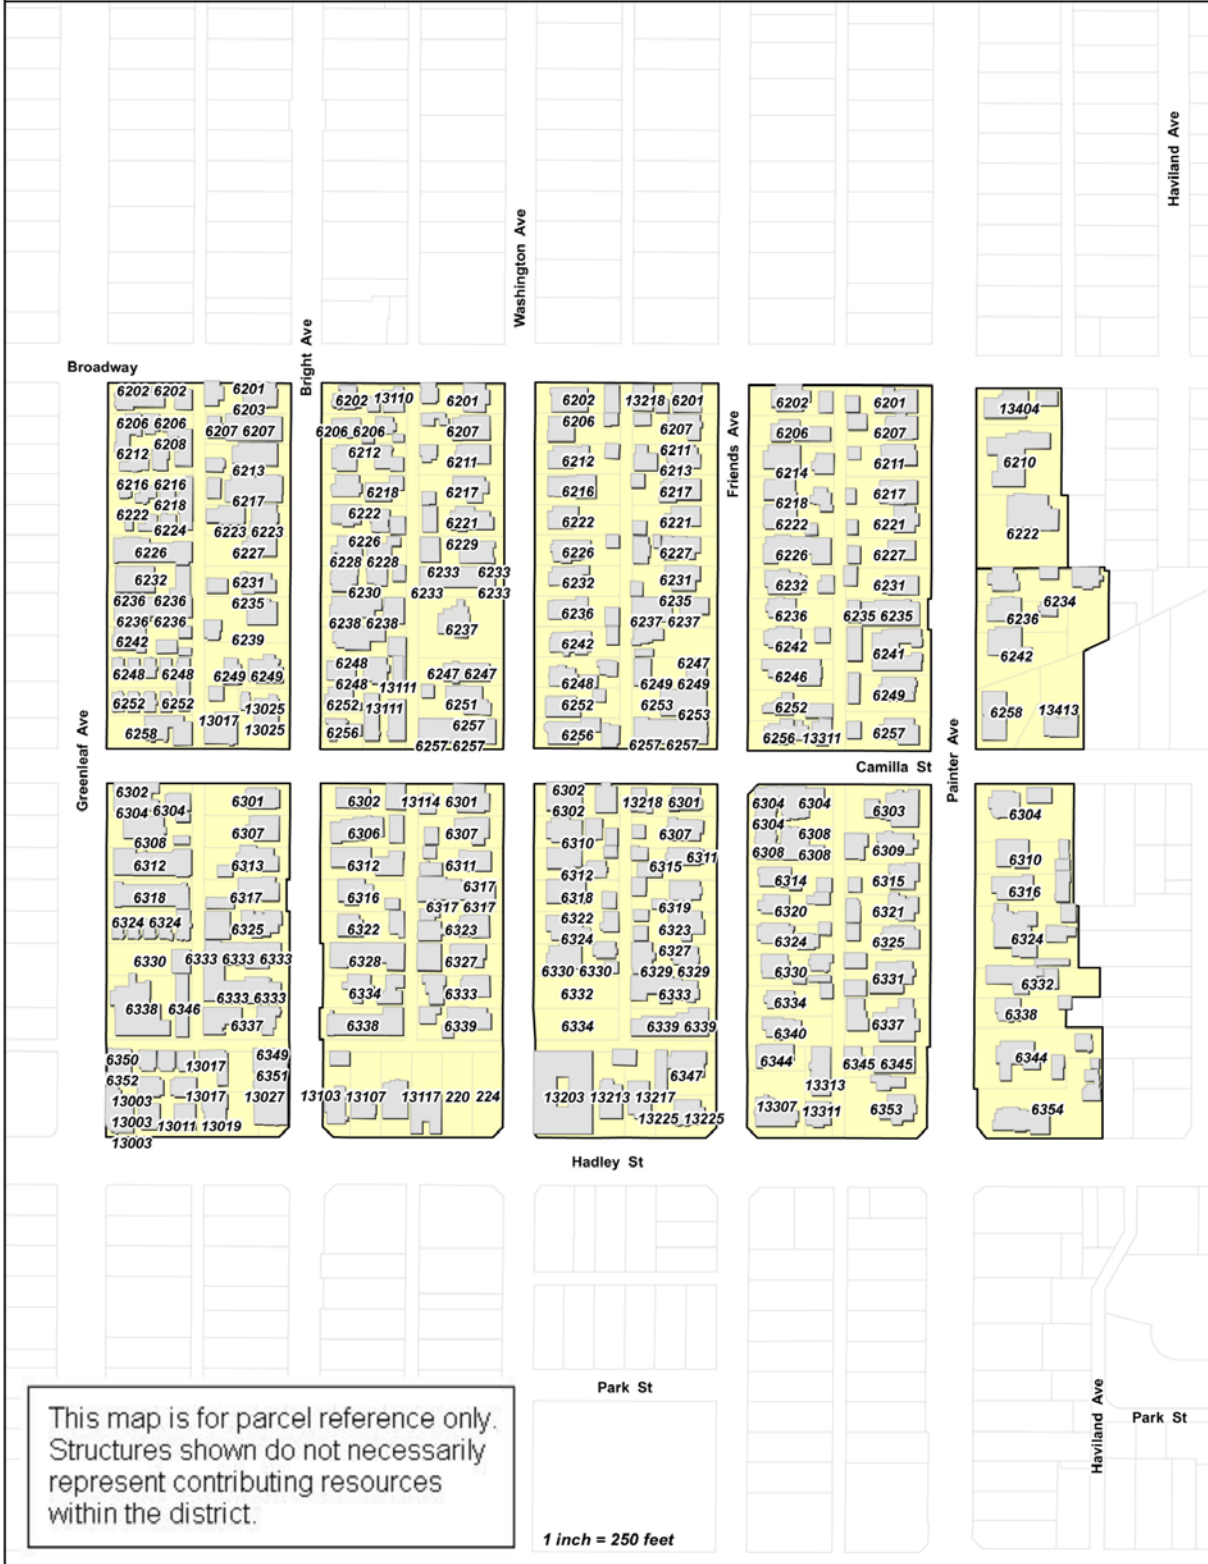 Haviland Ave
Washington Ave
Bright Ave
Broadway
Friends Ave
6202 6202 6201
6203
6206 6206 6207 6207
6208
6212
6213
6216 6216
6217
6218
6222
6223 6223
6224
6226 6227
6232 6231
6236 6236 6235
6236 6236
6242 6239
6248 6248 6249 6249
6252 6252 13025
13017
6258 13025
6202 13110 6201
6206 6206 6207
6212 6211
6218 6217
6222 6221
6226 6229
6228 6228
6233 6233
6230 6233 6233
6238 6238 6237
6248 6247 6247
6248 13111
6252 13111 6251
6256 6257
6257 6257
6202 13218 6201
6206 6207
6212 6211
6213
6216 6217
6222 6221
6226 6227
6232 6231
6236 6235
6237 6237
6242
6247
6248 6249 6249
6252 6253
6253
6256 6257 6257
6202 6201
6206 6207
6214 6211
6218 6217
6222 6221
6226 6227
6232 6231
6236 6235 6235
6242 6241
6246
6252 6249
6256 13311 6257
13404
6210
6222
6234
6236
6242
6258 13413
Greenleaf Ave
Painter Ave
Camilla St
6302 6301
6304 6304
6308 6307
6312 6313
6318 6317
6324 6324 6325
6330 6333 6333 6333
6333 6333
6338 6346
6337
6350 13017 6349
6352 6351
13003 13017 13027
13003 13011 13019
13003
6302 13114 6301
6306 6307
6312 6311
6316 6317
6317 6317
6322 6323
6328 6327
6334 6333
6338 6339
13103 13107 13117 220 224
6302 13218 6301
6302
6310 6307
6311
6312 6315
6318
6319
6322
6324 6323
6327
6330 6330 6329 6329
6332 6333
6334 6339 6339
6347
13203 13213 13217
13225 13225
6304 6304 6303
6304
6308
6308 6308 6309
6314 6315
6320 6321
6324 6325
6330 6331
6334
6340 6337
6344 6345 6345
13313
13307 13311 6353
6304
6310
6316
6324
6332
6338
6344
6354
Hadley St
Park St
Haviland Ave
Park St
This map is for parcel reference only.
Structures shown do not necessarily
represent contributing resources
within the district.
1 inch = 250 feet